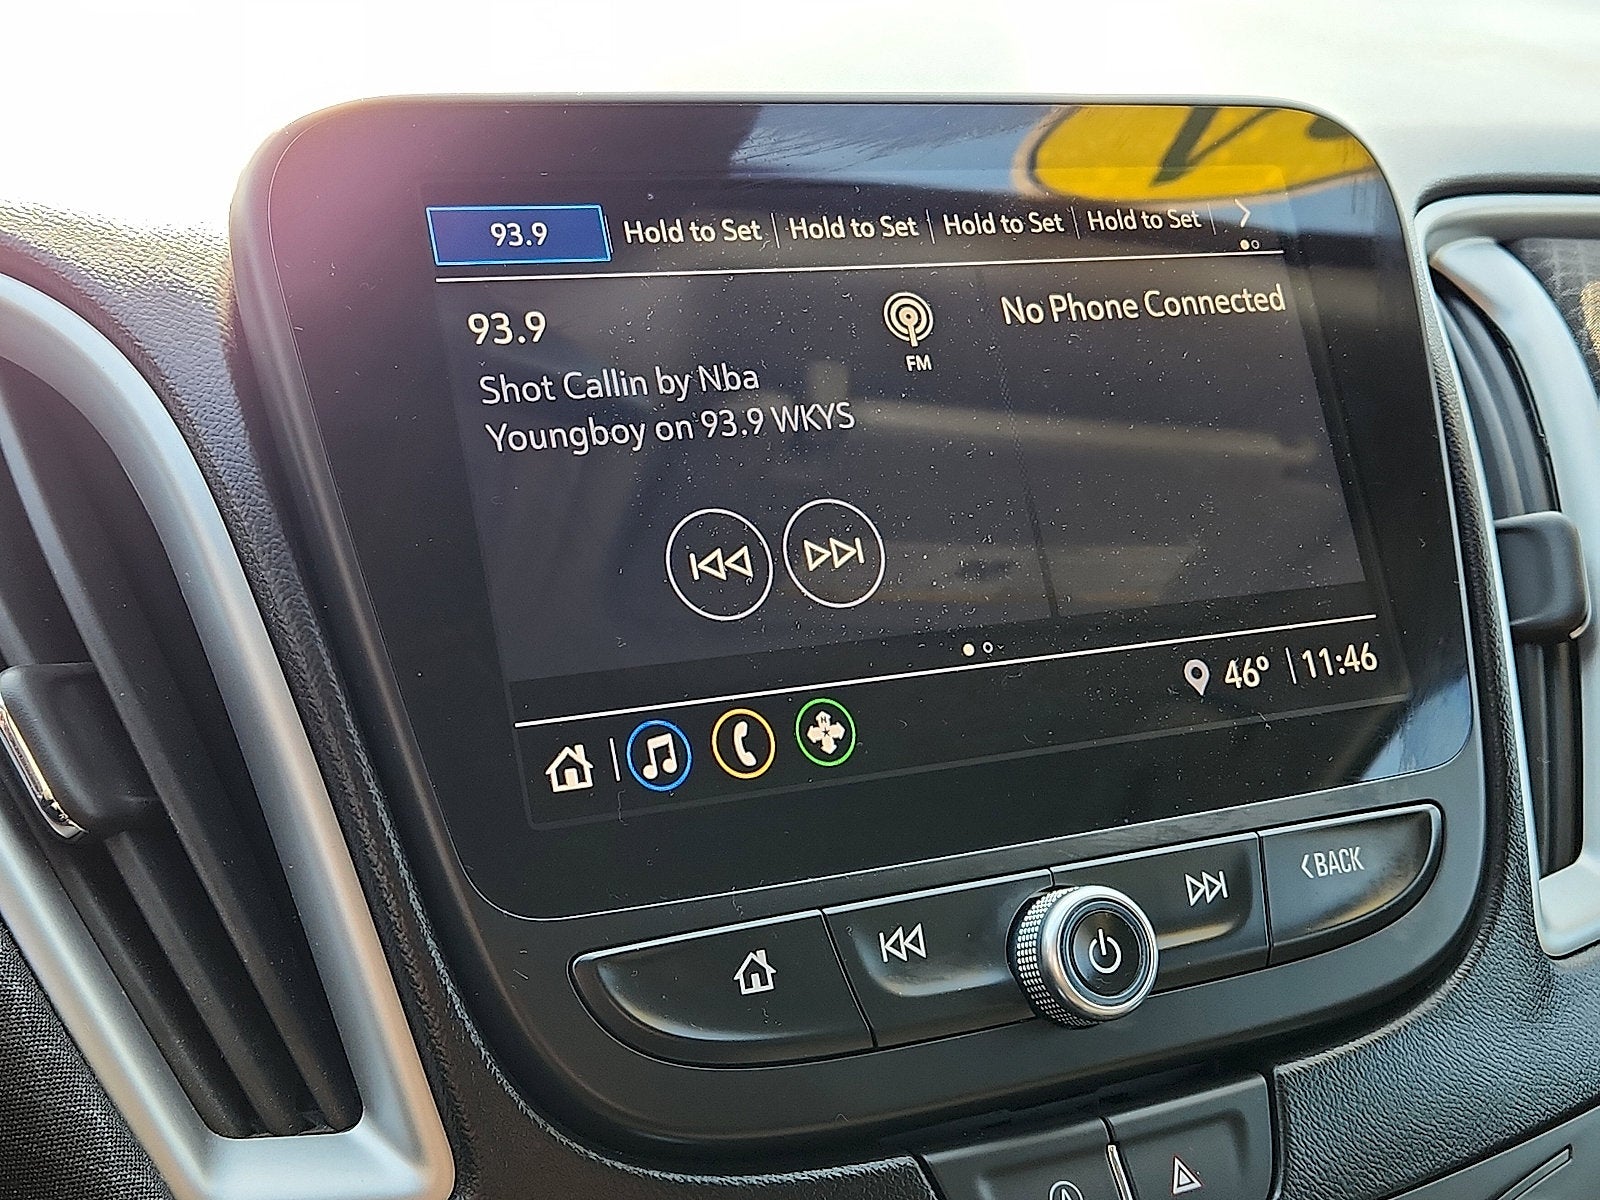 93.9 Hold to Set Hold to Set Hold to Set Hold to Set
93.9
FM
No Phone Connected
Shot Callin by Nba
Youngboy on 93.9 WKYS
46° 11:46
BACK